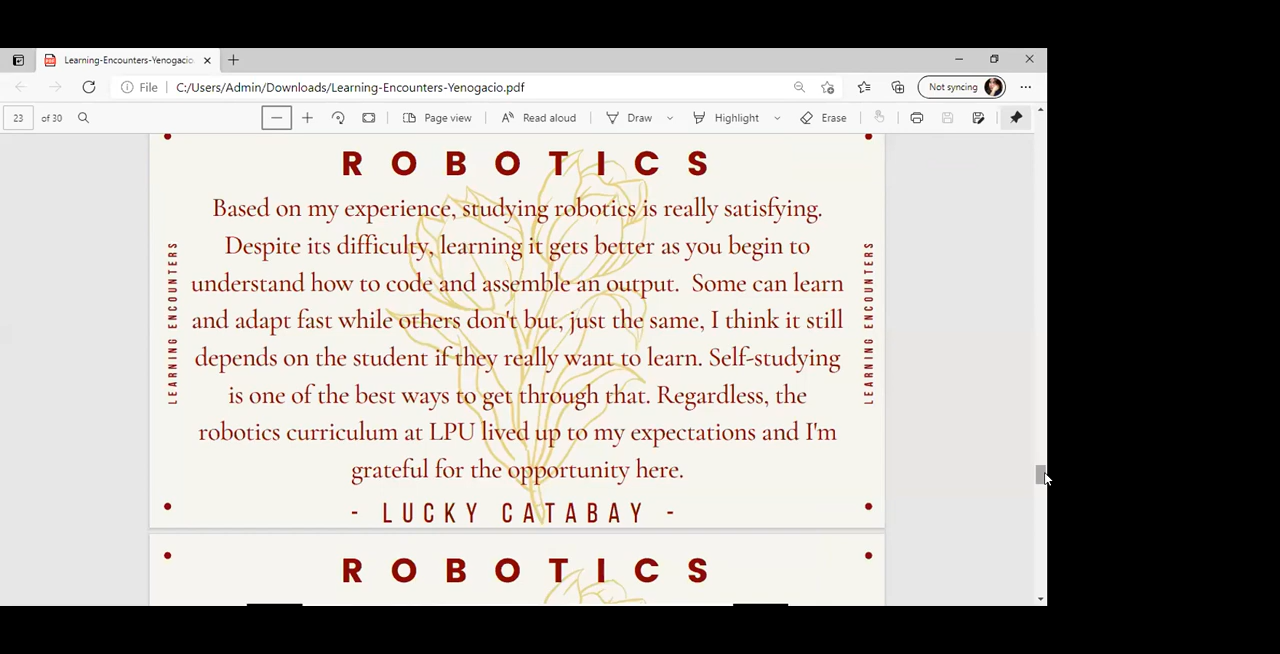 Learning-Encounters-Yenogacio
File
C:/Users/Admin/Downloads/Learning-Encounters-Yenogacio.pdf
Not syncing
23 of 30
Page view
Read aloud
Draw
Highlight
Erase
ROBOTICS
Based on my experience, studying robotics is really satisfying.
Despite its difficulty, learning it gets better as you begin to
understand how to code and assemble an output. Some can learn
and adapt fast while others don't but, just the same, I think it still
depends on the student if they really want to learn. Self-studying
is one of the best ways to get through that. Regardless, the
robotics curriculum at LPU lived up to my expectations and I'm
grateful for the opportunity here.
- LUCKY CATABAY -
LEARNING ENCOUNTERS
LEARNING ENCOUNTERS
ROBOTICS